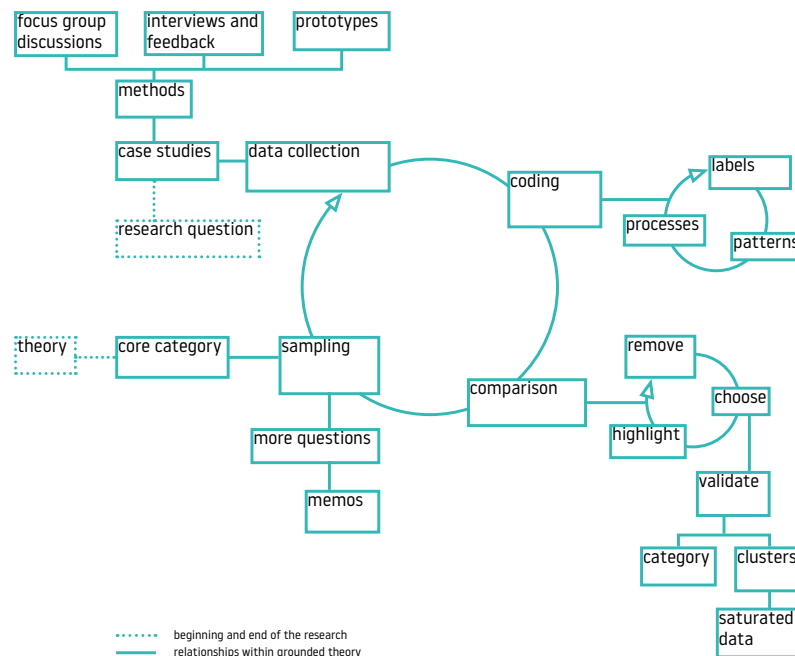 focus group
discussions
interviews and
feedback
prototypes
methods
case studies
data collection
coding
labels
processes
patterns
research question
theory
core category
sampling
comparison
remove
choose
highlight
more questions
memos
validate
category
clusters
saturated
data
beginning and end of the research
relationships within grounded theory